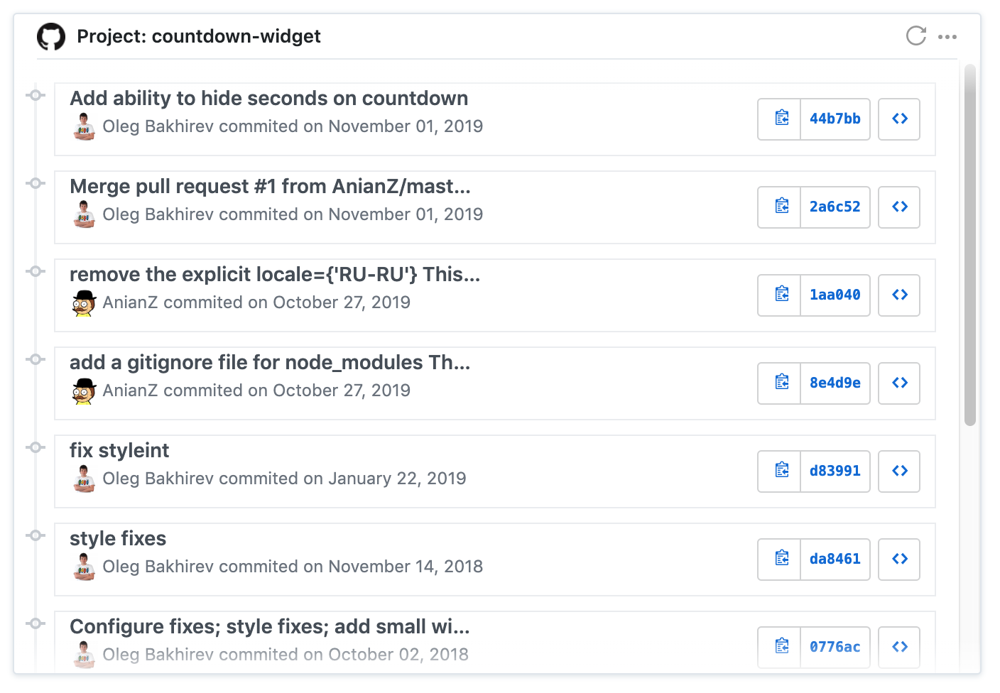 Project: countdown-widget
Add ability to hide seconds on countdown
Oleg Bakhirev commited on November 01, 2019
44b7bb
Merge pull request #1 from AnianZ/mast...
Oleg Bakhirev commited on November 01, 2019
2a6c52
remove the explicit locale={'RU-RU'} This...
AnianZ commited on October 27, 2019
1aa040
add a gitignore file for node_modules Th...
AnianZ commited on October 27, 2019
8e4d9e
fix styleint
Oleg Bakhirev commited on January 22, 2019
d83991
style fixes
Oleg Bakhirev commited on November 14, 2018
da8461
Configure fixes; style fixes; add small wi...
Oleg Bakhirev commited on October 02, 2018
0776ac